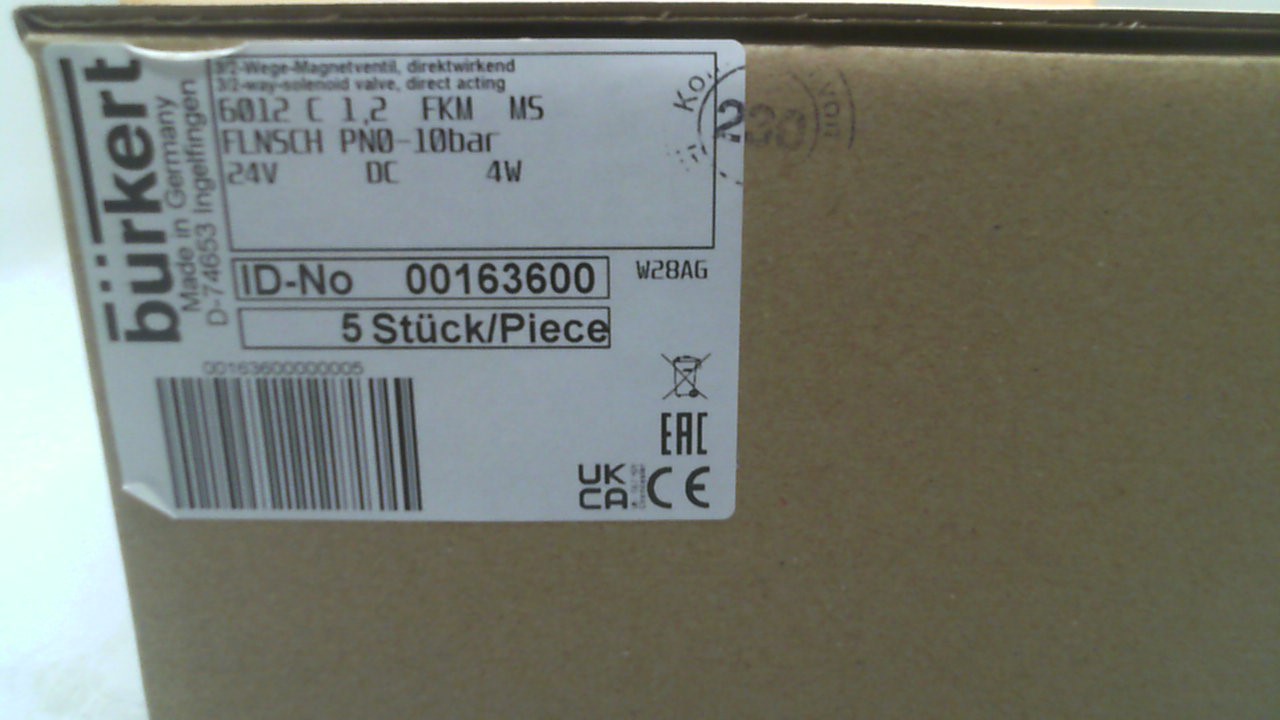 bürkert
Made in Germany
D-74653 Ingelfingen
3/2-Wege-Magnetventil, direktwirkend
3/2-way-solenoid valve, direct acting
6012 C 1,2 FKM MS
FLNSCH PN0-10bar
24V DC 4W
ID-No 00163600
W28AG
5 Stück/Piece
00163600000005
EAC
UK
CA
CE
Ko